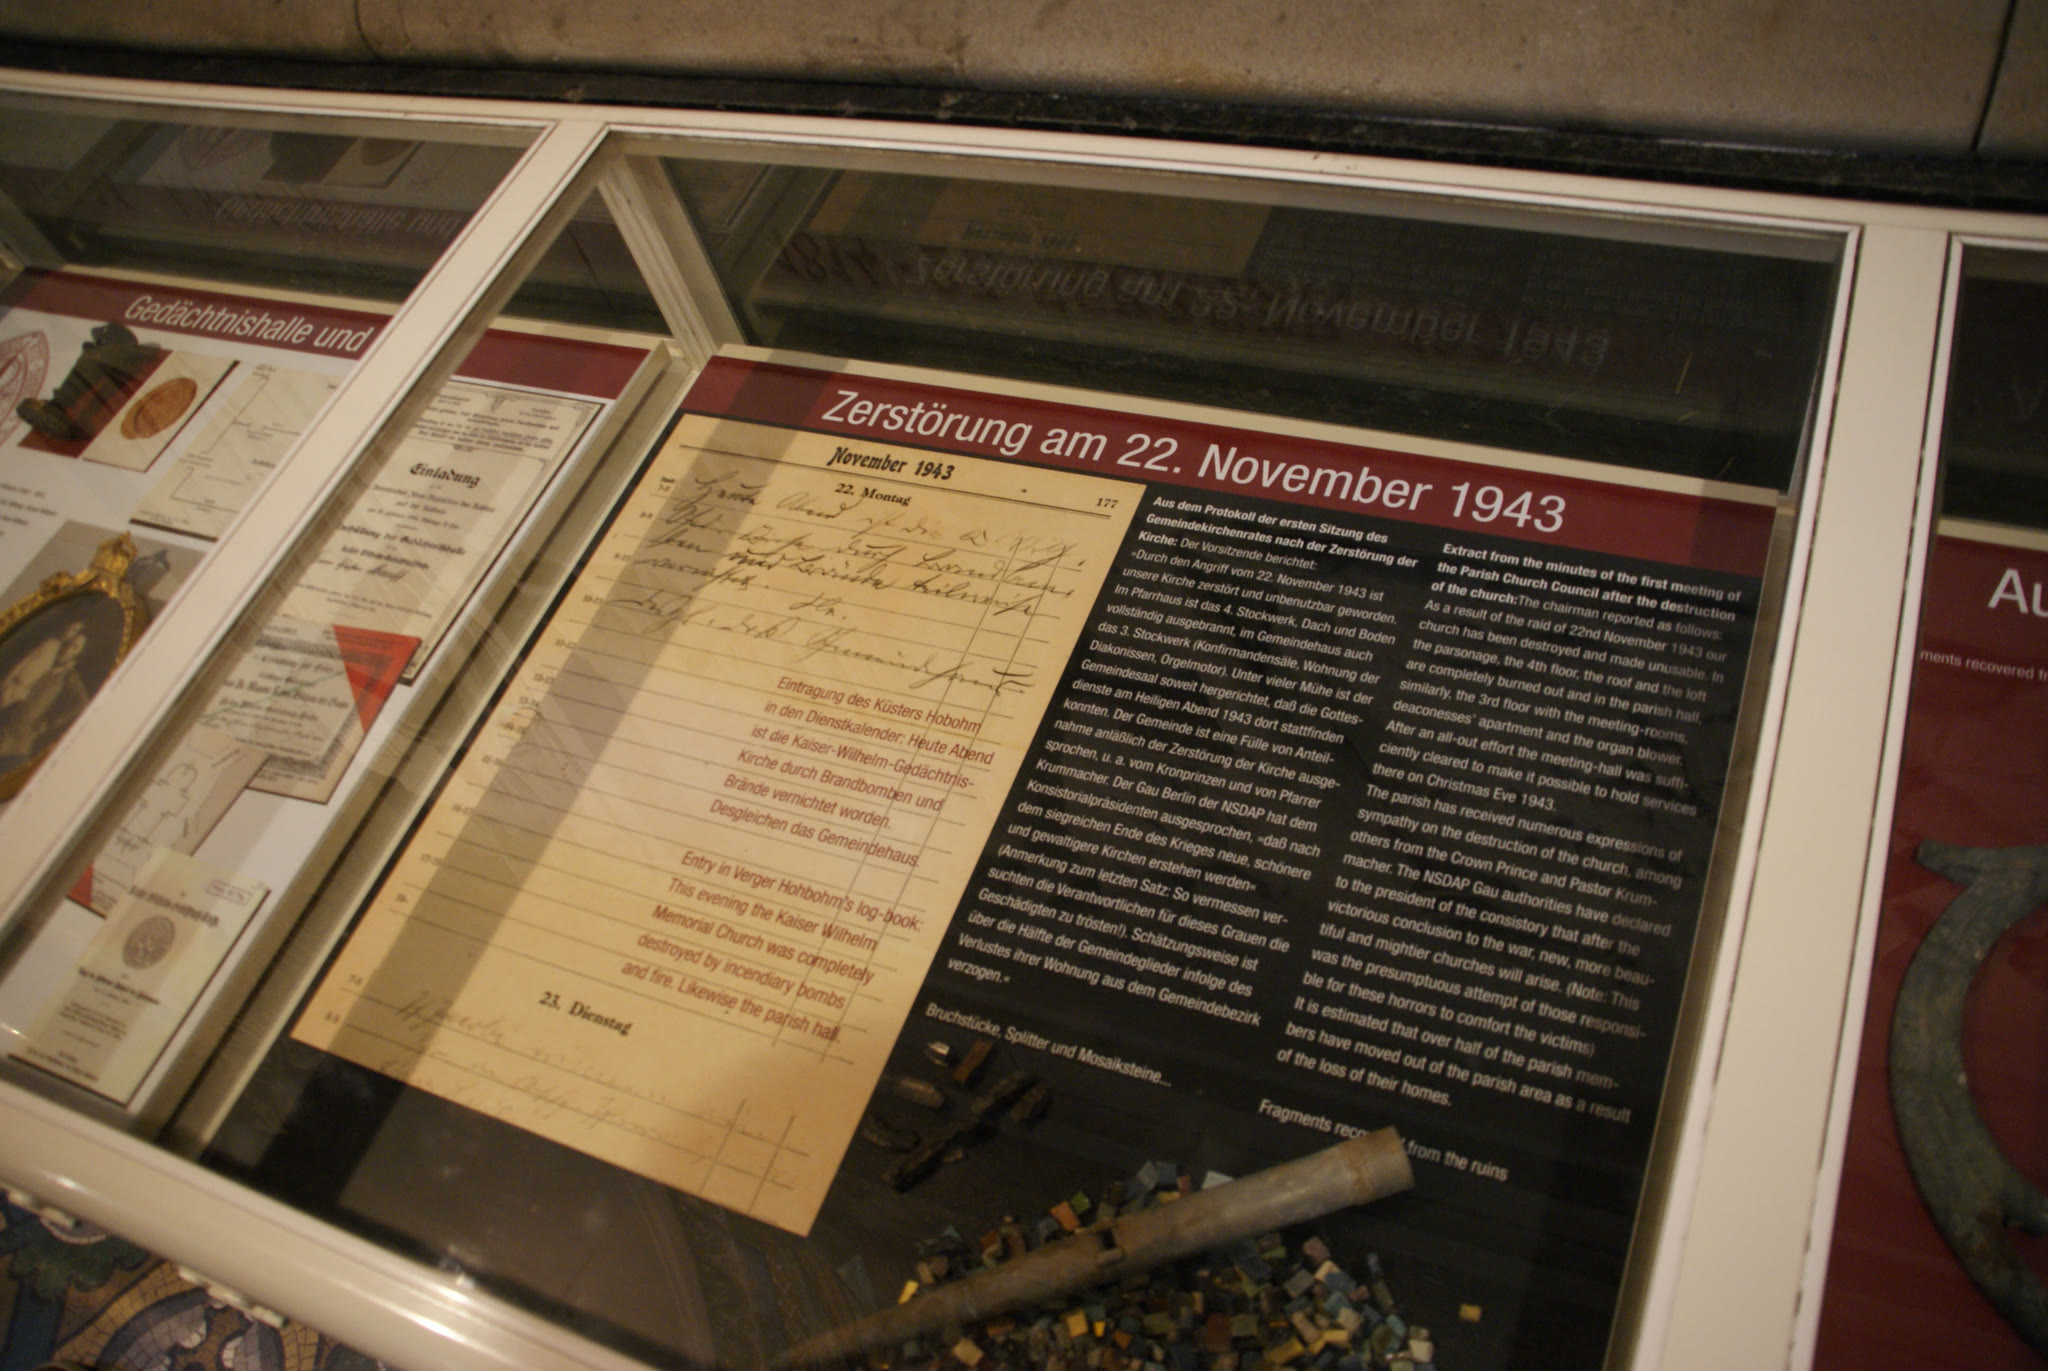 Gedächtnishalle und
Einladung
Zerstörung am 22. November 1943
November 1943
22. Montag
177
Eintragung des Küsters Hobohm
in den Dienstkalender: Heute Abend
ist die Kaiser-Wilhelm-Gedächtnis-
Kirche durch Brandbomben und
Brände vernichtet worden.
Desgleichen das Gemeindehaus.
Entry in Verger Hohbohm's log-book:
This evening the Kaiser Wilhelm
Memorial Church was completely
destroyed by incendiary bombs
and fire. Likewise the parish hall.
23. Dienstag
Aus dem Protokoll der ersten Sitzung des
Gemeindekirchenrates nach der Zerstörung der
Kirche: Der Vorsitzende berichtet:
»Durch den Angriff vom 22. November 1943 ist
unsere Kirche zerstört und unbenutzbar geworden.
Im Pfarrhaus ist das 4. Stockwerk, Dach und Boden
vollständig ausgebrannt, im Gemeindehaus auch
das 3. Stockwerk (Konfirmandensäle, Wohnung der
Diakonissen, Orgelmotor). Unter vieler Mühe ist der
Gemeindesaal soweit hergerichtet, daß die Gottes-
dienste am Heiligen Abend 1943 dort stattfinden
konnten. Der Gemeinde ist eine Fülle von Anteil-
nahme anläßlich der Zerstörung der Kirche ausge-
sprochen, u. a. vom Kronprinzen und von Pfarrer
Krummacher. Der Gau Berlin der NSDAP hat dem
Konsistorialpräsidenten ausgesprochen, »daß nach
dem siegreichen Ende des Krieges neue, schönere
und gewaltigere Kirchen erstehen werden«
(Anmerkung zum letzten Satz: So vermessen ver-
suchten die Verantwortlichen für dieses Grauen die
Geschädigten zu trösten!). Schätzungsweise ist
über die Hälfte der Gemeindeglieder infolge des
Verlustes ihrer Wohnung aus dem Gemeindebezirk
verzogen.«
Bruchstücke, Splitter und Mosaiksteine...
Extract from the minutes of the first meeting of
the Parish Church Council after the destruction
of the church:The chairman reported as follows:
As a result of the raid of 22nd November 1943 our
church has been destroyed and made unusable. In
the parsonage, the 4th floor, the roof and the loft
are completely burned out and in the parish hall,
similarly, the 3rd floor with the meeting-rooms,
deaconesses' apartment and the organ blower.
After an all-out effort the meeting-hall was suffi-
ciently cleared to make it possible to hold services
there on Christmas Eve 1943.
The parish has received numerous expressions of
sympathy on the destruction of the church, among
others from the Crown Prince and Pastor Krum-
macher. The NSDAP Gau authorities have declared
to the president of the consistory that after the
victorious conclusion to the war, new, more beau-
tiful and mightier churches will arise. (Note: This
was the presumptuous attempt of those responsi-
ble for these horrors to comfort the victims)
It is estimated that over half of the parish mem-
bers have moved out of the parish area as a result
of the loss of their homes.
Fragments from the ruins
Au
ments recovered